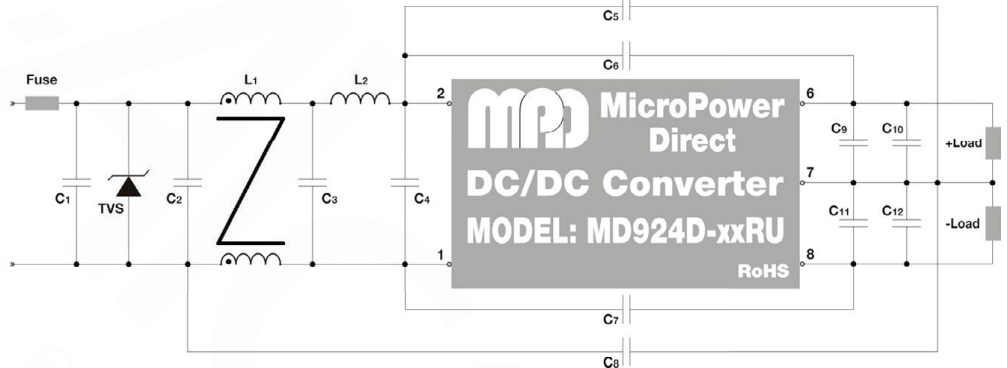 C5
C6
Fuse
L1
L2
2
6
MPD
MicroPower
Direct
C9
C10
+Load
DC/DC Converter
7
C1
TVS
C2
C3
C4
MODEL: MD924D-xxRU
C11
C12
-Load
1
8
RoHS
C7
C8